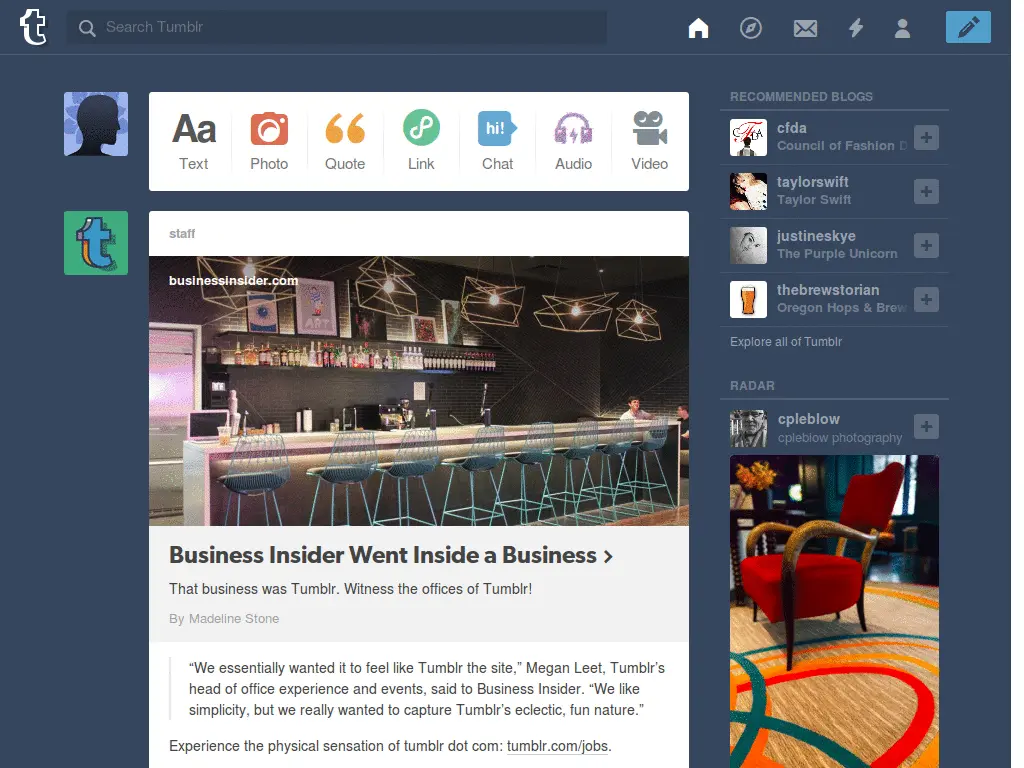 t
Search Tumblr
Aa
Text
Photo
Quote
Link
hi!
Chat
Audio
Video
staff
businessinsider.com
ART
Business Insider Went Inside a Business
That business was Tumblr. Witness the offices of Tumblr!
By Madeline Stone
“We essentially wanted it to feel like Tumblr the site,” Megan Leet, Tumblr’s
head of office experience and events, said to Business Insider. “We like
simplicity, but we really wanted to capture Tumblr’s eclectic, fun nature.”
Experience the physical sensation of tumblr dot com: tumblr.com/jobs.
RECOMMENDED BLOGS
cfda
Council of Fashion D
taylorswift
Taylor Swift
justineskye
The Purple Unicorn
thebrewstorian
Oregon Hops & Brew
Explore all of Tumblr
RADAR
cpleblow
cpleblow photography